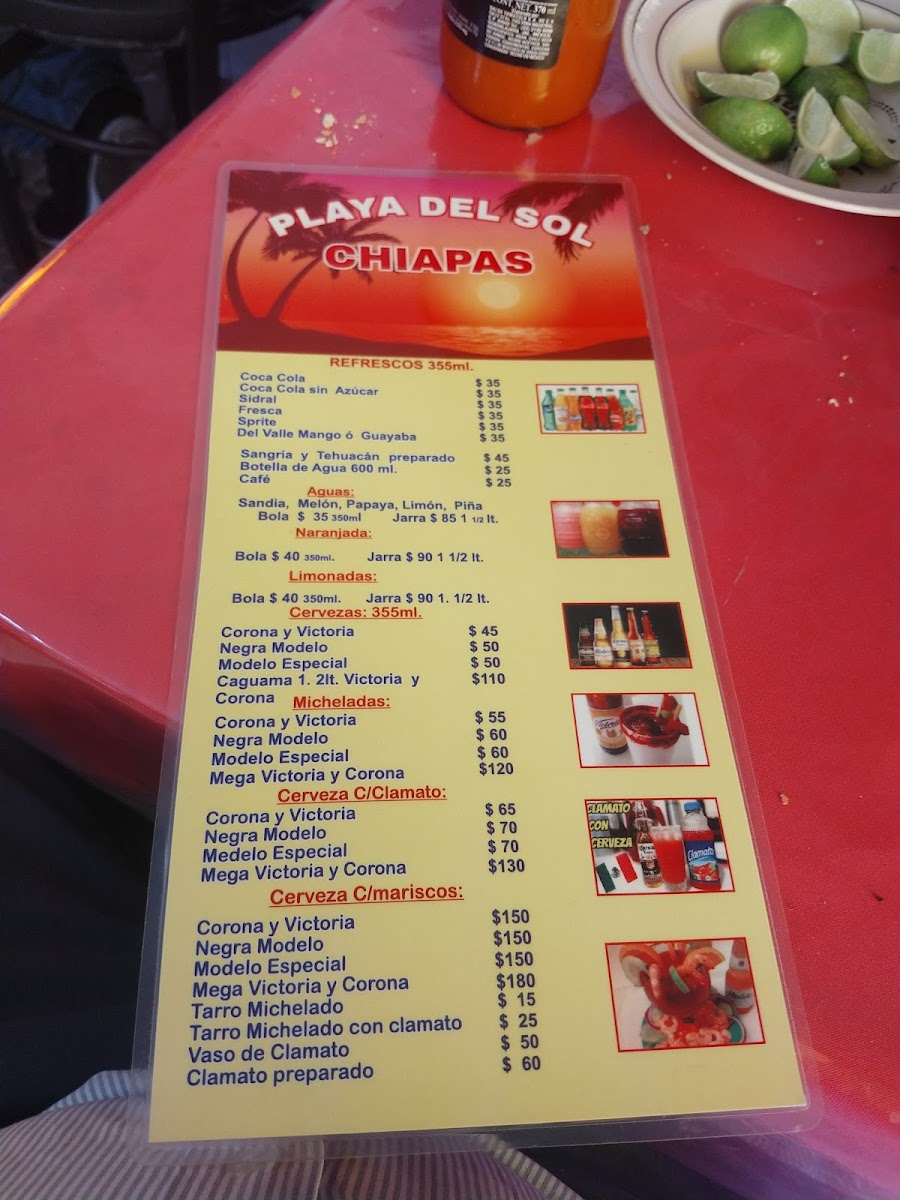 CONT. NET. 370 ml
PLAYA DEL SOL
CHIAPAS
REFRESCOS 355ml.
Coca Cola $ 35
Coca Cola sin Azúcar $ 35
Sidral $ 35
Fresca $ 35
Sprite $ 35
Del Valle Mango ó Guayaba $ 35
Sangría y Tehuacán preparado $ 45
Botella de Agua 600 ml. $ 25
Café $ 25
Aguas:
Sandia, Melón, Papaya, Limón, Piña
Bola $ 35 350ml Jarra $ 85 1 1/2 lt.
Naranjada:
Bola $ 40 350ml. Jarra $ 90 1 1/2 lt.
Limonadas:
Bola $ 40 350ml. Jarra $ 90 1. 1/2 lt.
Cervezas: 355ml.
Corona y Victoria $ 45
Negra Modelo $ 50
Modelo Especial $ 50
Caguama 1. 2lt. Victoria y $110
Corona
Micheladas:
Corona y Victoria $ 55
Negra Modelo $ 60
Modelo Especial $ 60
Mega Victoria y Corona $120
Cerveza C/Clamato:
Corona y Victoria $ 65
Negra Modelo $ 70
Medelo Especial $ 70
Mega Victoria y Corona $130
CLAMATO
CON
CERVEZA
Clamato
Cerveza C/mariscos:
Corona y Victoria $150
Negra Modelo $150
Modelo Especial $150
Mega Victoria y Corona $180
Tarro Michelado $ 15
Tarro Michelado con clamato $ 25
Vaso de Clamato $ 50
Clamato preparado $ 60